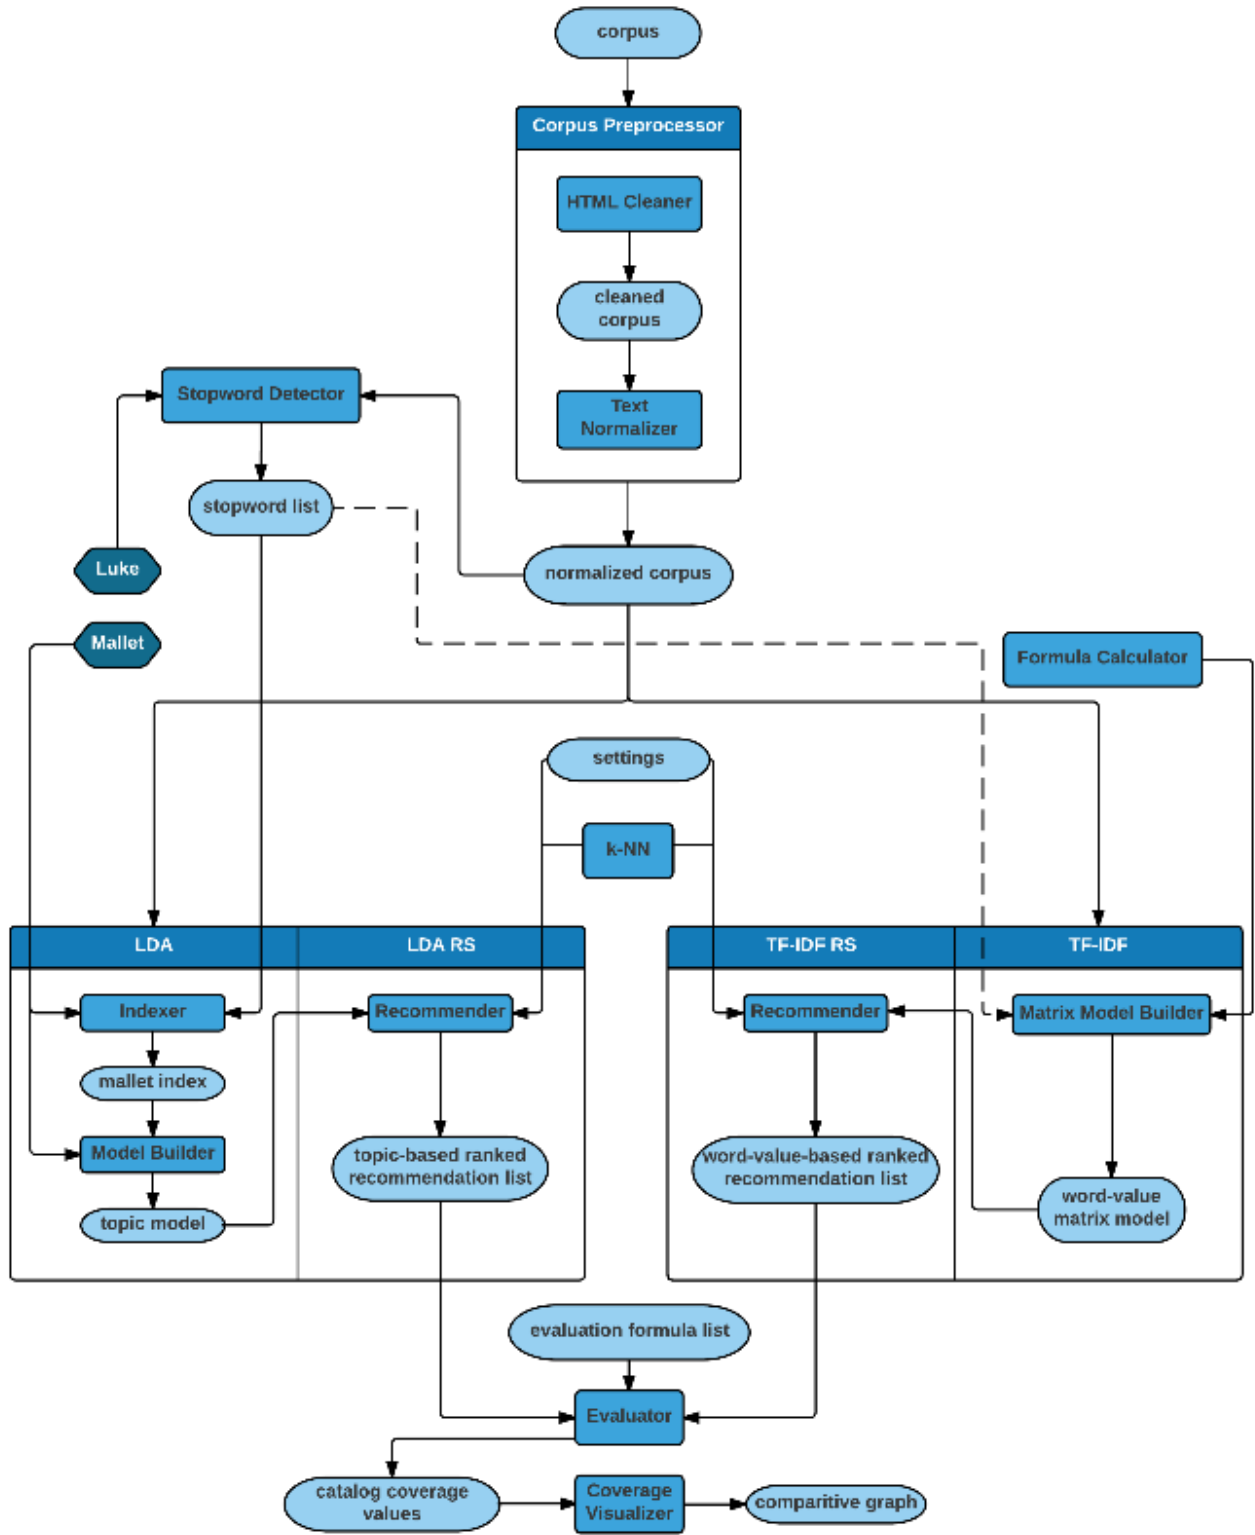 corpus
Corpus Preprocessor
HTML Cleaner
cleaned
corpus
Text
Normalizer
Stopword Detector
stopword list
Luke
normalized corpus
Mallet
Formula Calculator
settings
k-NN
LDA
LDA RS
TF-IDF RS
TF-IDF
Indexer
Recommender
Recommender
Matrix Model Builder
mallet index
Model Builder
topic-based ranked
recommendation list
word-value-based ranked
recommendation list
topic model
word-value
matrix model
evaluation formula list
Evaluator
catalog coverage
values
Coverage
Visualizer
comparitive graph